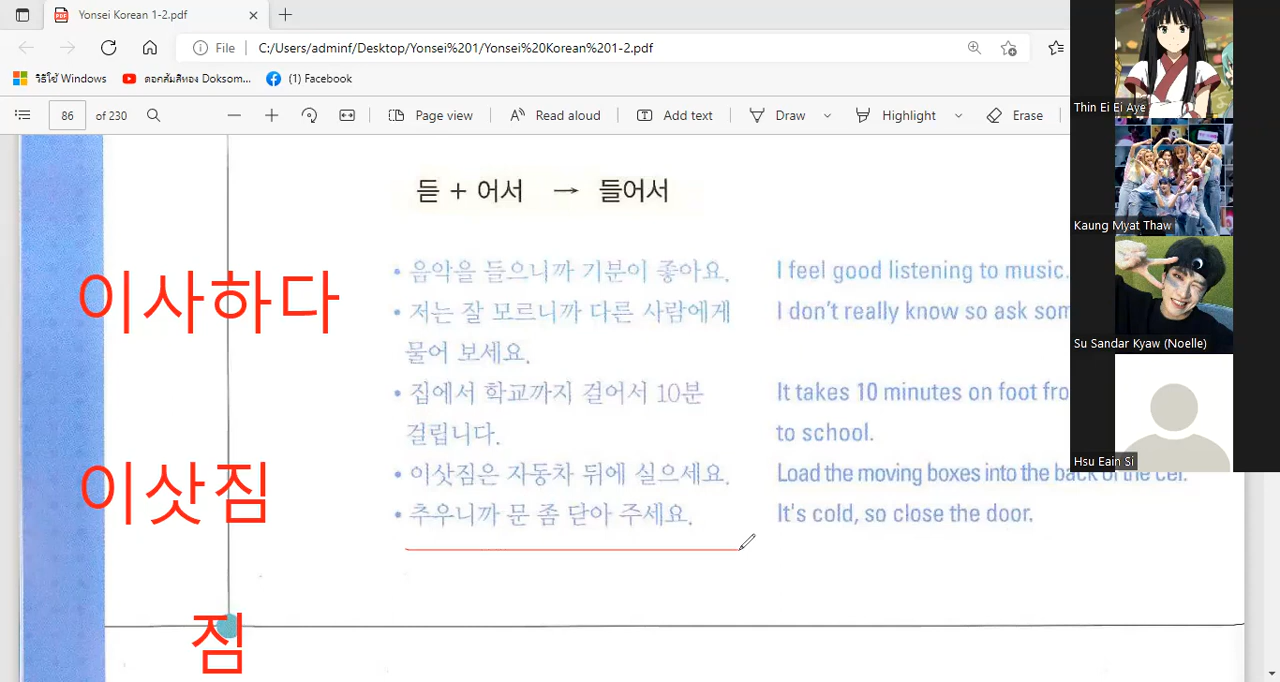 Yonsei Korean 1-2.pdf
File
C:/Users/adminf/Desktop/Yonsei%201/Yonsei%20Korean%201-2.pdf
วิธีใช้ Windows
ดอกส้มสีทอง Doksom...
(1) Facebook
86 of 230
Page view
Read aloud
Add text
Draw
Highlight
Erase
듣 + 어서 → 들어서
• 음악을 들으니까 기분이 좋아요.
I feel good listening to music.
• 저는 잘 모르니까 다른 사람에게
물어 보세요.
I don't really know so ask som
• 집에서 학교까지 걸어서 10분
걸립니다.
It takes 10 minutes on foot fro
to school.
• 이삿짐은 자동차 뒤에 실으세요.
Load the moving boxes into the back of the cer.
• 추우니까 문 좀 닫아 주세요.
It's cold, so close the door.
이사하다
이삿짐
짐
Thin Ei Ei Aye
Kaung Myat Thaw
Su Sandar Kyaw (Noelle)
Hsu Eain Si